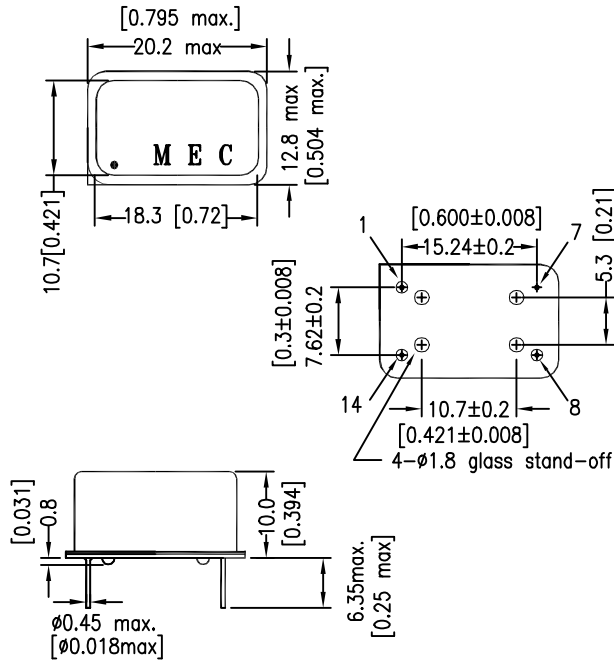 [0.795 max.]
20.2 max
M E C
12.8 max
[0.504 max.]
10.7[0.421]
18.3 [0.72]
1
[0.600±0.008]
15.24±0.2
7
5.3 [0.21]
[0.3±0.008]
7.62±0.2
14
10.7±0.2
8
[0.421±0.008]
4-ø1.8 glass stand-off
[0.031]
0.8
10.0
[0.394]
6.35max.
[0.25 max]
ø0.45 max.
[ø0.018max]